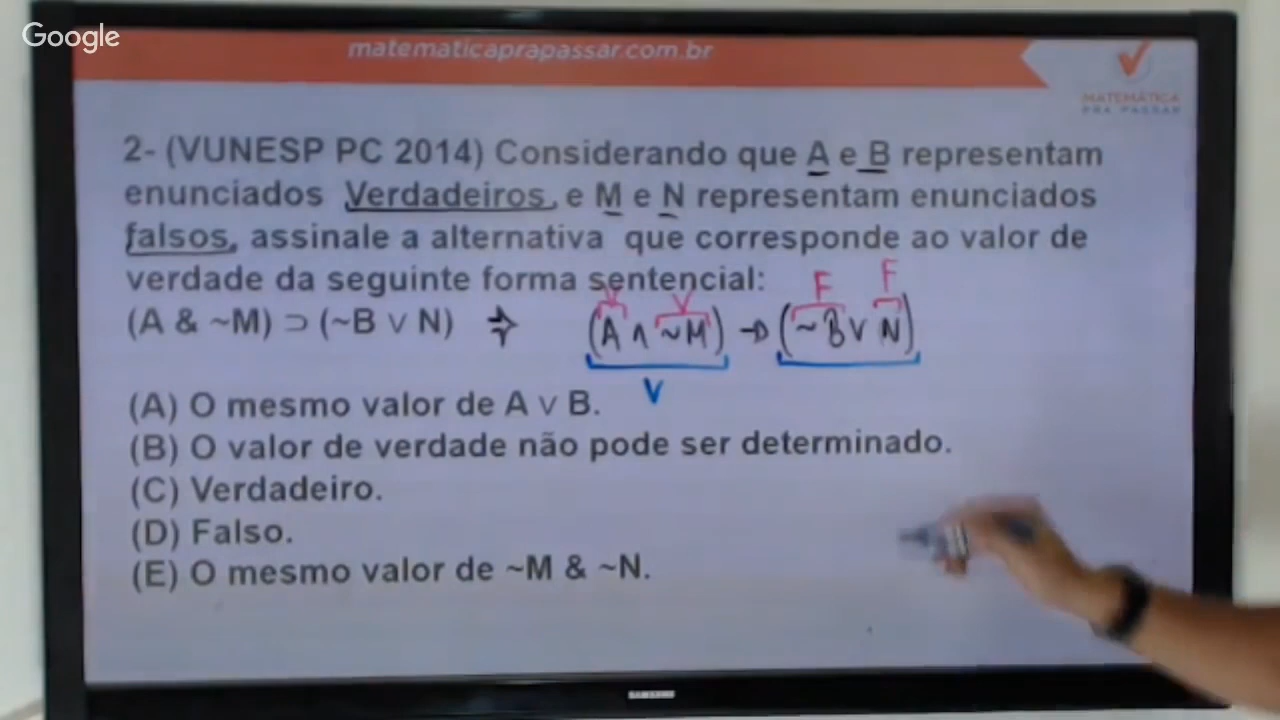 Google
matematicaprapassar.com.br
MATEMÁTICA
PRA PASSAR
2- (VUNESP PC 2014) Considerando que A e B representam
enunciados Verdadeiros, e M e N representam enunciados
falsos, assinale a alternativa que corresponde ao valor de
verdade da seguinte forma sentencial:
V V F F
(A & ~M) ⊃ (~B ∨ N) → (A ∧ ~M) → (~B ∨ N)
V
(A) O mesmo valor de A ∨ B.
(B) O valor de verdade não pode ser determinado.
(C) Verdadeiro.
(D) Falso.
(E) O mesmo valor de ~M & ~N.
SAMSUNG